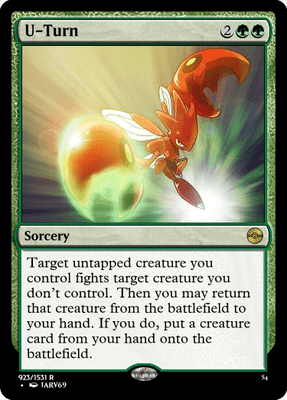 U-Turn 2
Sorcery
Target untapped creature you
control fights target creature you
don't control. Then you may return
that creature from the battlefield to
your hand. If you do, put a creature
card from your hand onto the
battlefield.
923/1531 R S4
• JARV69